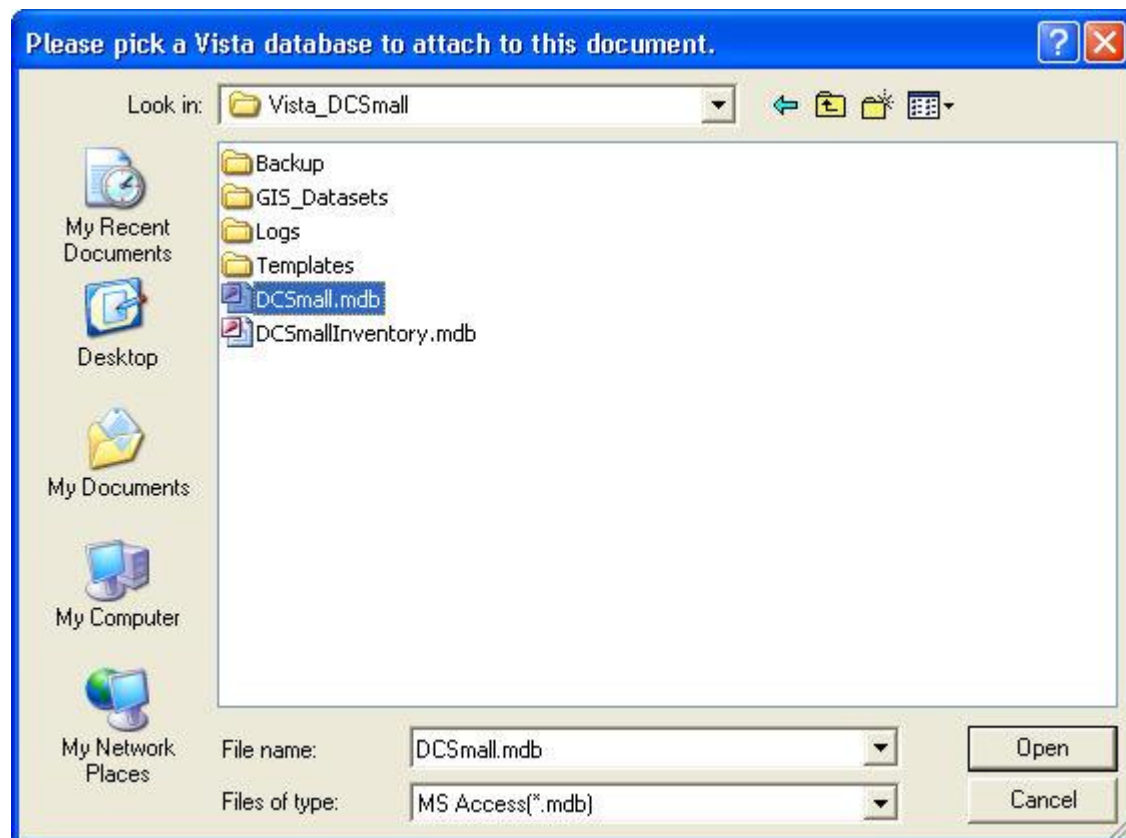 Please pick a Vista database to attach to this document.
Look in: Vista_DCSmall
Backup
GIS_Datasets
Logs
Templates
DCSmall.mdb
DCSmallInventory.mdb
My Recent
Documents
Desktop
My Documents
My Computer
My Network
Places
File name: DCSmall.mdb Open
Files of type: MS Access(*.mdb) Cancel